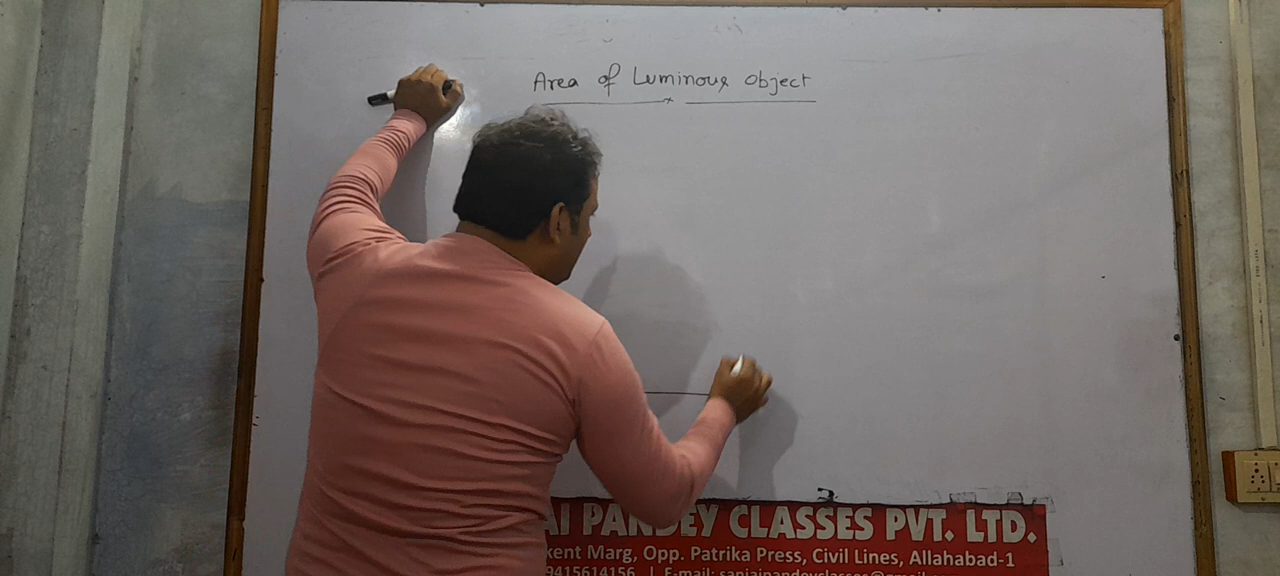 Area of Luminous Object
AI PANDEY CLASSES PVT. LTD.
kent Marg, Opp. Patrika Press, Civil Lines, Allahabad-1
9415614156 | E-mail: